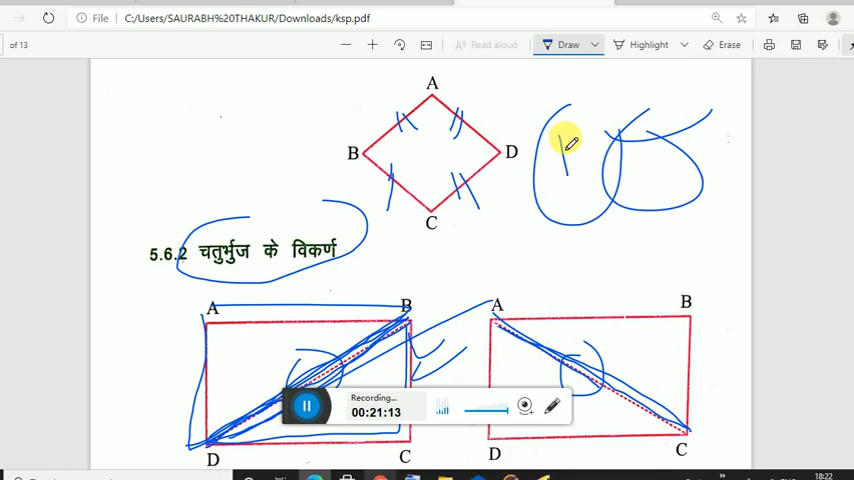 File C:/Users/SAURABH%20THAKUR/Downloads/ksp.pdf
of 13
Read aloud Draw Highlight Erase
A
B D
C
5.6.2 चतुर्भुज के विकर्ण
A B A B
Recording...
00:21:13
D C D C
18:22